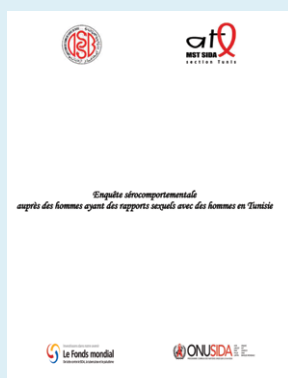 atl
MST SIDA
section Tunis
Enquête sérocomportementale
auprès des hommes ayant des rapports sexuels avec des hommes en Tunisie
Le Fonds mondial
ONUSIDA